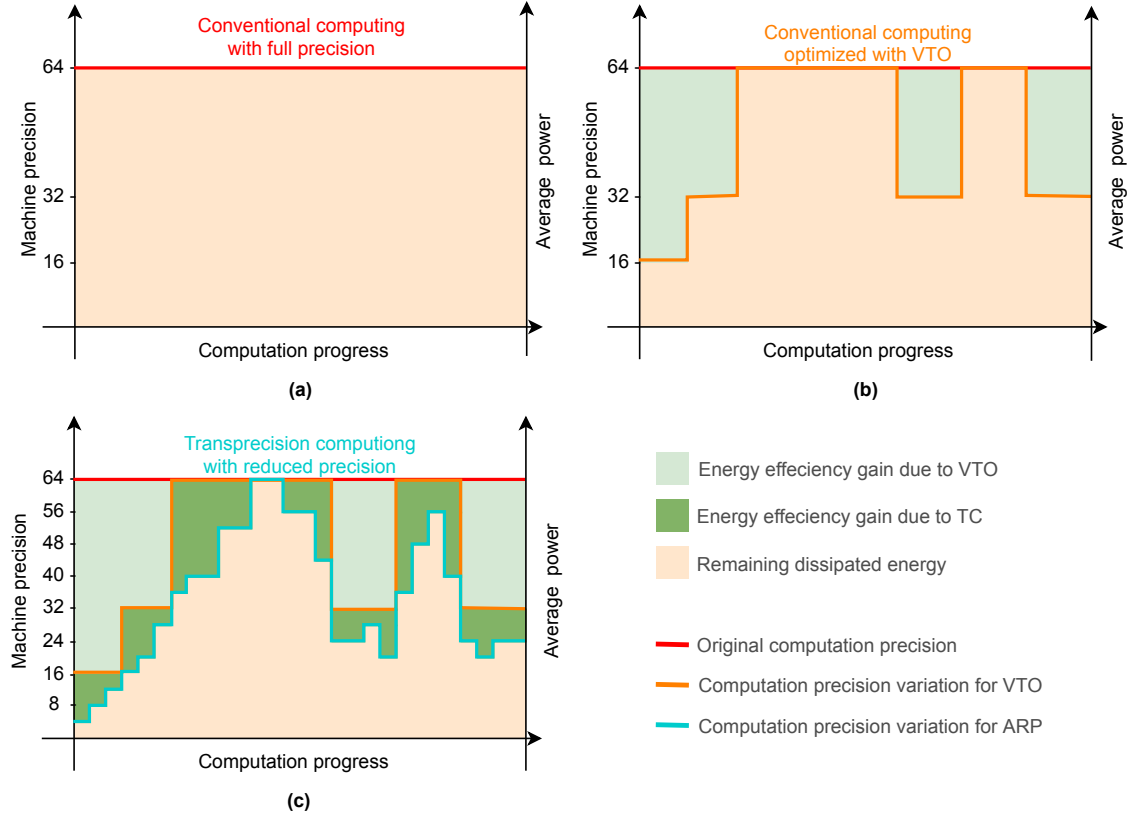 Conventional computing
with full precision
64
32
16
Machine precision
Average power
Computation progress
(a)
Conventional computing
optimized with VTO
64
32
16
Machine precision
Average power
Computation progress
(b)
Transprecision computiong
with reduced precision
64
56
48
40
32
24
16
8
Machine precision
Average power
Computation progress
(c)
Energy effeciency gain due to VTO
Energy effeciency gain due to TC
Remaining dissipated energy
Original computation precision
Computation precision variation for VTO
Computation precision variation for ARP